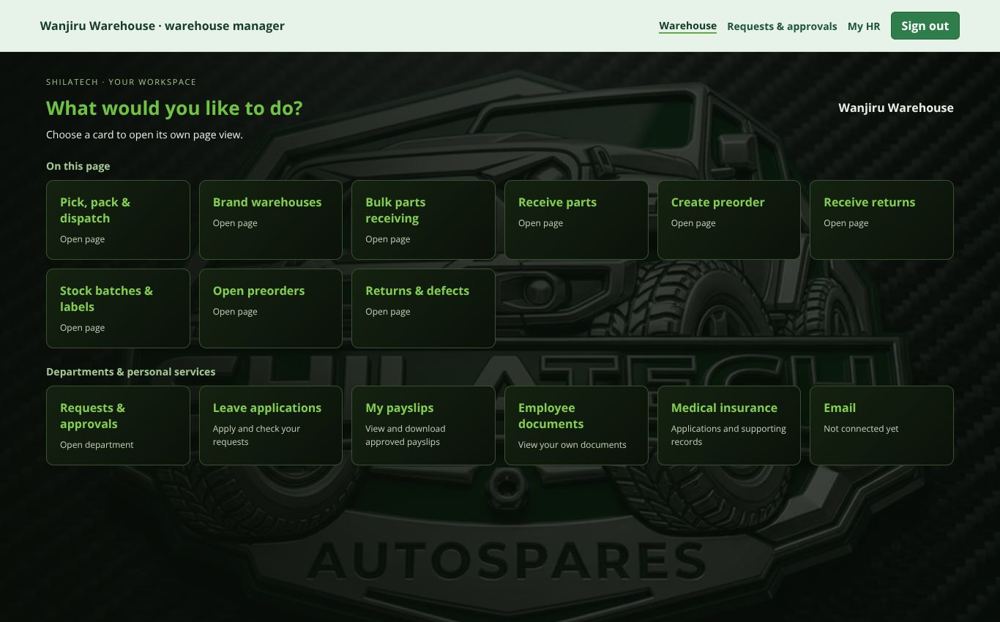 Wanjiru Warehouse · warehouse manager
Warehouse
Requests & approvals
My HR
Sign out
SHILATECH · YOUR WORKSPACE
What would you like to do?
Wanjiru Warehouse
Choose a card to open its own page view.
On this page
Pick, pack &
dispatch
Open page
Brand warehouses
Open page
Bulk parts
receiving
Open page
Receive parts
Open page
Create preorder
Open page
Receive returns
Open page
Stock batches &
labels
Open page
Open preorders
Open page
Returns & defects
Open page
SHILATECH
Departments & personal services
Requests &
approvals
Open department
Leave applications
Apply and check your
requests
My payslips
View and download
approved payslips
Employee
documents
View your own documents
Medical insurance
Applications and supporting
records
Email
Not connected yet
AUTOSPARES